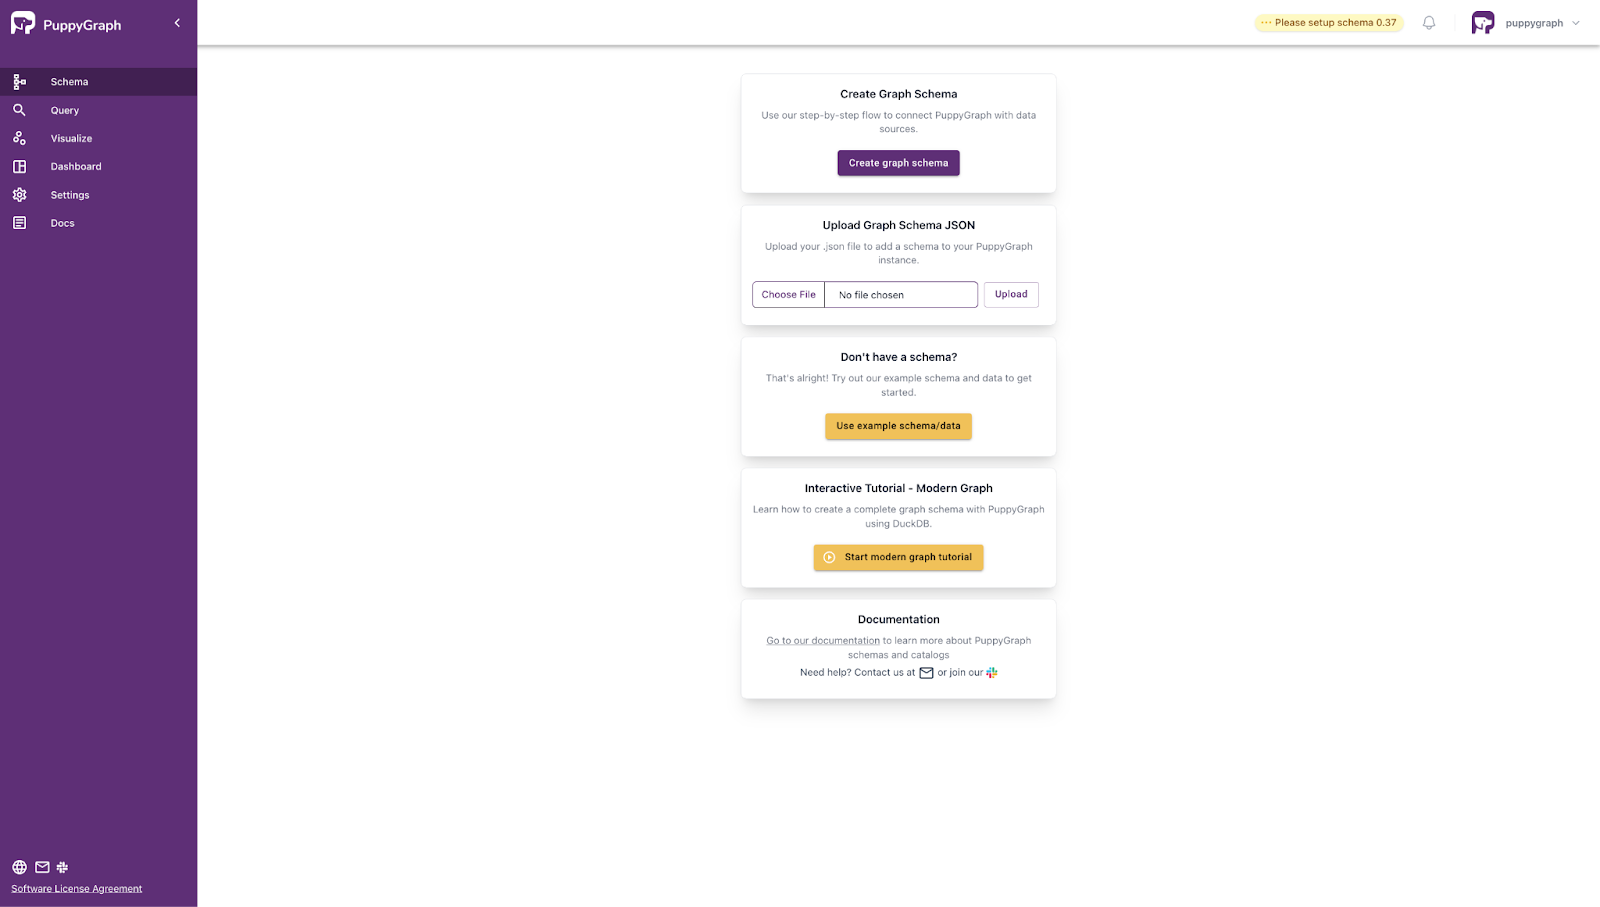 PuppyGraph
Please setup schema 0.37
puppygraph
Schema
Query
Visualize
Dashboard
Settings
Docs
Create Graph Schema
Use our step-by-step flow to connect PuppyGraph with data
sources.
Create graph schema
Upload Graph Schema JSON
Upload your .json file to add a schema to your PuppyGraph
instance.
Choose File No file chosen Upload
Don't have a schema?
That's alright! Try out our example schema and data to get
started.
Use example schema/data
Interactive Tutorial - Modern Graph
Learn how to create a complete graph schema with PuppyGraph
using DuckDB.
Start modern graph tutorial
Documentation
Go to our documentation to learn more about PuppyGraph
schemas and catalogs
Need help? Contact us at or join our
Software License Agreement